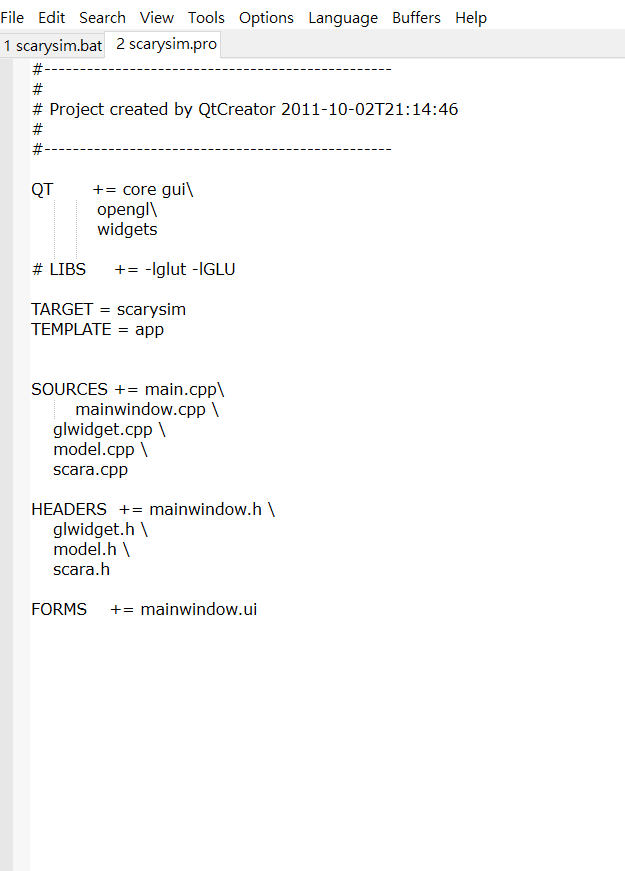 File Edit Search View Tools Options Language Buffers Help
1 scarysim.bat 2 scarysim.pro
#-------------------------------------------------
#
# Project created by QtCreator 2011-10-02T21:14:46
#
#-------------------------------------------------
QT += core gui\
opengl\
widgets
# LIBS += -lglut -lGLU
TARGET = scarysim
TEMPLATE = app
SOURCES += main.cpp\
mainwindow.cpp \
glwidget.cpp \
model.cpp \
scara.cpp
HEADERS += mainwindow.h \
glwidget.h \
model.h \
scara.h
FORMS += mainwindow.ui